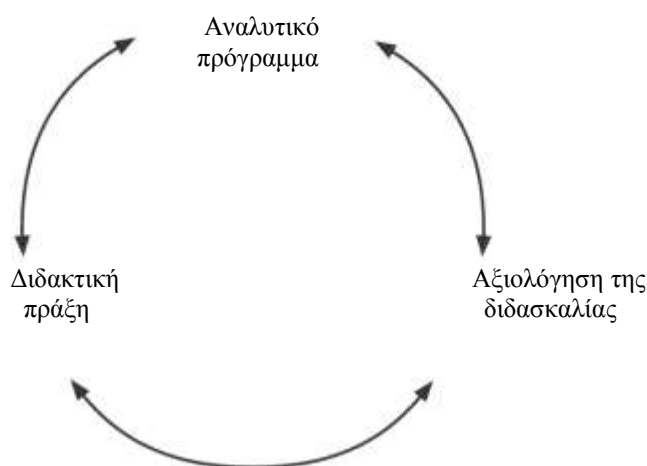 Αναλυτικό
πρόγραμμα
Διδακτική
πράξη
Αξιολόγηση της
διδασκαλίας